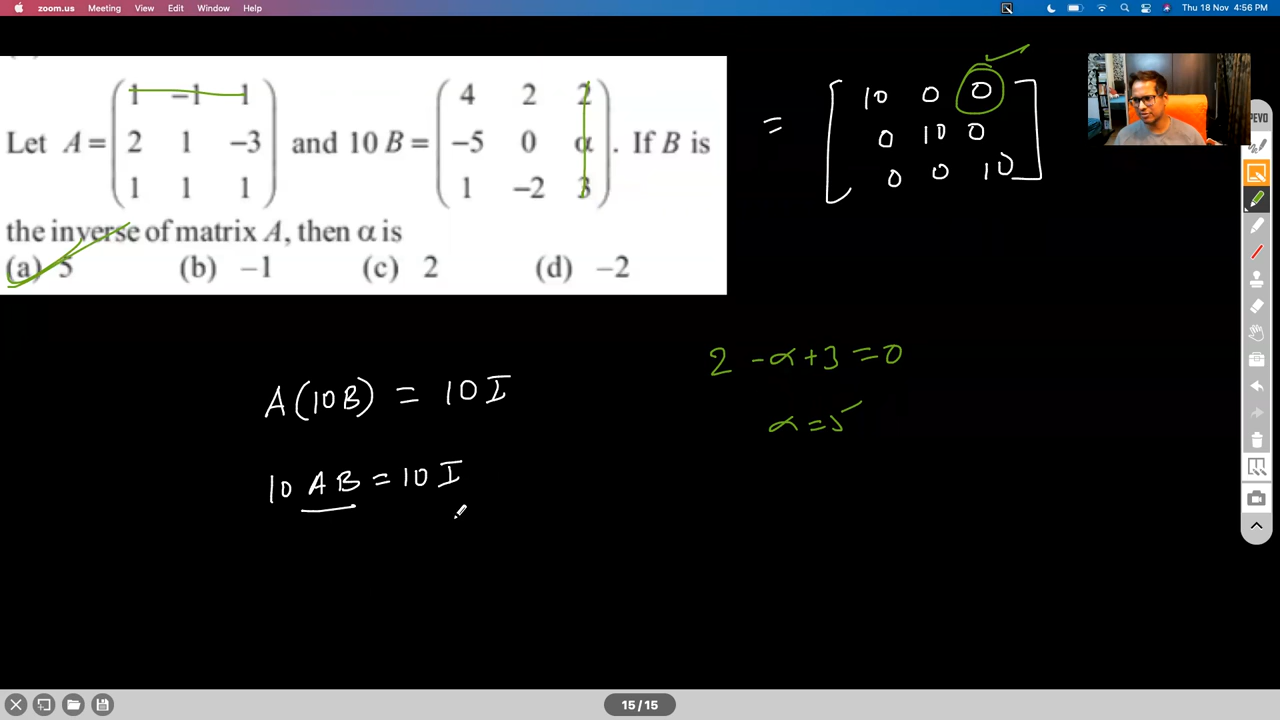 zoom.us Meeting View Edit Window Help Thu 18 Nov 4:56 PM
Let A = ( 1 −1 1
2 1 −3
1 1 1 ) and 10 B = ( 4 2 2
−5 0 α
1 −2 3 ) . If B is
the inverse of matrix A, then α is
(a) 5 (b) −1 (c) 2 (d) −2
= [ 10 0 0
0 10 0
0 0 10 ]
2 - α + 3 = 0
α = 5
A(10B) = 10 I
10 AB = 10 I
PEVO
15/15